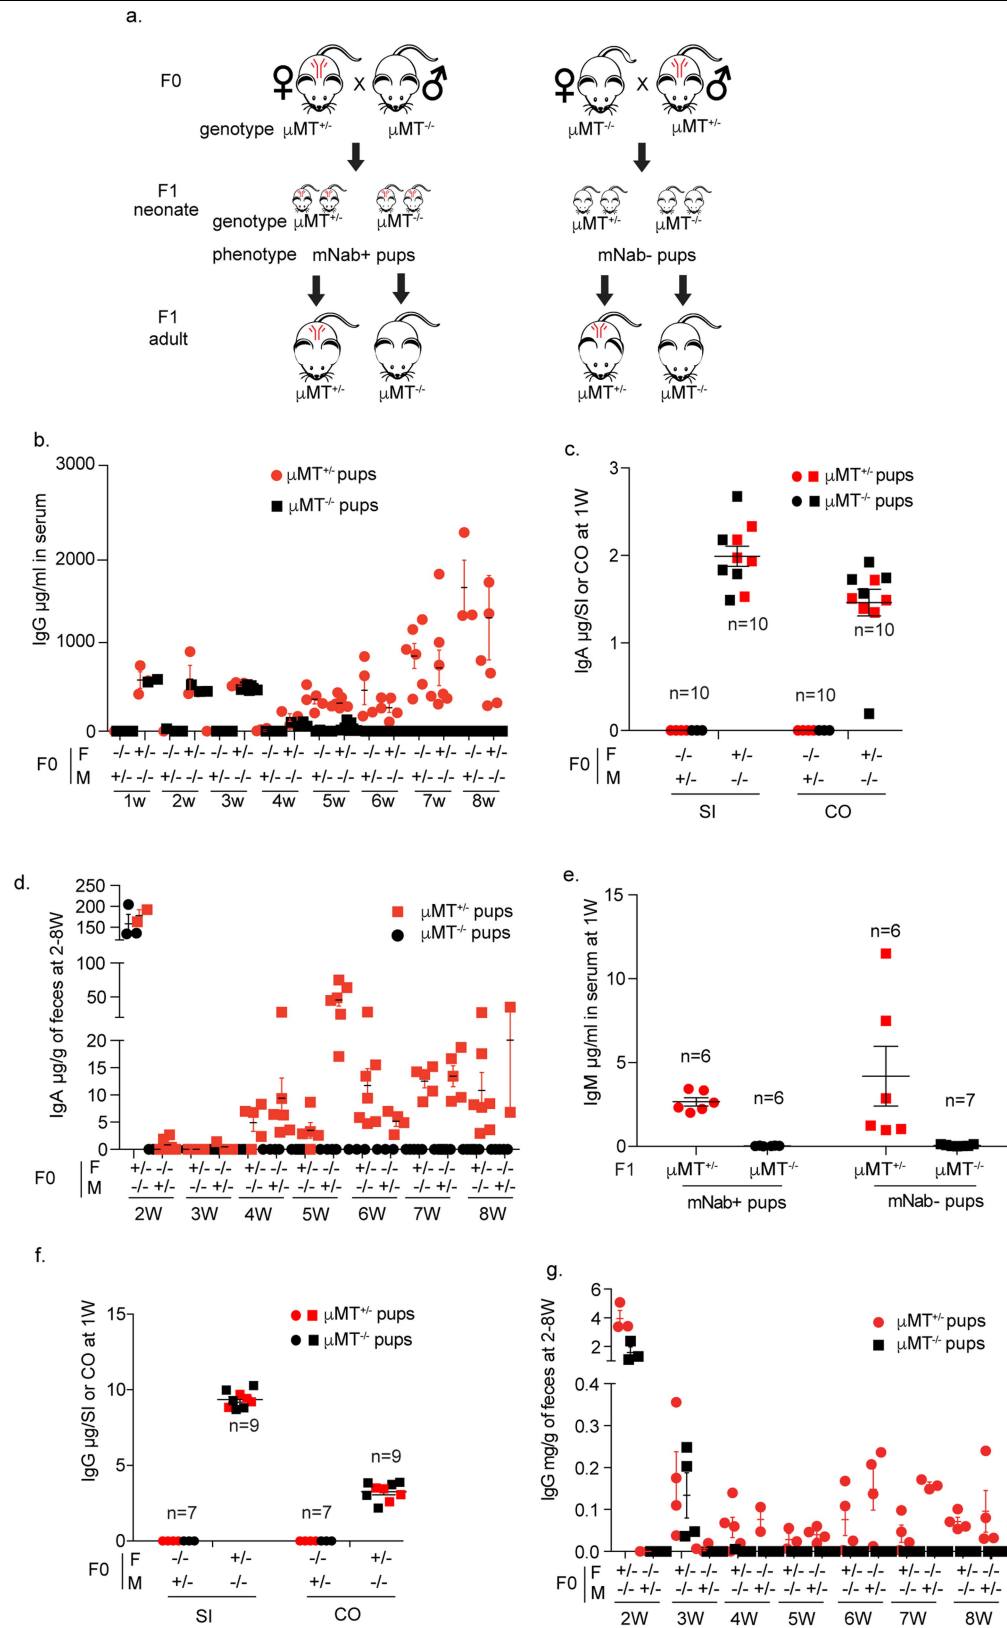 a.
F0
♀ X ♂ ♀ X ♂
genotype μMT+/- μMT-/- μMT-/- μMT+/-
F1
neonate
genotype μMT+/- μMT-/- μMT+/- μMT-/-
phenotype mNab+ pups mNab- pups
F1
adult
μMT+/- μMT-/- μMT+/- μMT-/-
b.
IgG μg/ml in serum
3000
2000
1000
0
μMT+/- pups
μMT-/- pups
F0
F -/- +/- -/- +/- -/- +/- -/- +/- -/- +/- -/- +/- -/- +/- -/- +/-
M +/- -/- +/- -/- +/- -/- +/- -/- +/- -/- +/- -/- +/- -/- +/- -/-
1w 2w 3w 4w 5w 6w 7w 8w
c.
IgA μg/SI or CO at 1W
3
2
1
0
μMT+/- pups
μMT-/- pups
n=10 n=10 n=10 n=10
F0
F -/- +/- -/- +/-
M +/- -/- +/- -/-
SI CO
d.
IgA μg/g of feces at 2-8W
250
200
150
100
50
20
15
10
5
0
μMT+/- pups
μMT-/- pups
F0
F +/- -/- +/- -/- +/- -/- +/- -/- +/- -/- +/- -/- +/- -/-
M -/- +/- -/- +/- -/- +/- -/- +/- -/- +/- -/- +/- -/- +/-
2W 3W 4W 5W 6W 7W 8W
e.
IgM μg/ml in serum at 1W
15
10
5
0
n=6 n=6 n=6 n=7
F1 μMT+/- μMT-/- μMT+/- μMT-/-
mNab+ pups mNab- pups
f.
IgG μg/SI or CO at 1W
15
10
5
0
μMT+/- pups
μMT-/- pups
n=7 n=9 n=7 n=9
F0
F -/- +/- -/- +/-
M +/- -/- +/- -/-
SI CO
g.
IgG mg/g of feces at 2-8W
6
4
2
0.4
0.3
0.2
0.1
0.0
μMT+/- pups
μMT-/- pups
F0
F +/- -/- +/- -/- +/- -/- +/- -/- +/- -/- +/- -/- +/- -/-
M -/- +/- -/- +/- -/- +/- -/- +/- -/- +/- -/- +/- -/- +/-
2W 3W 4W 5W 6W 7W 8W